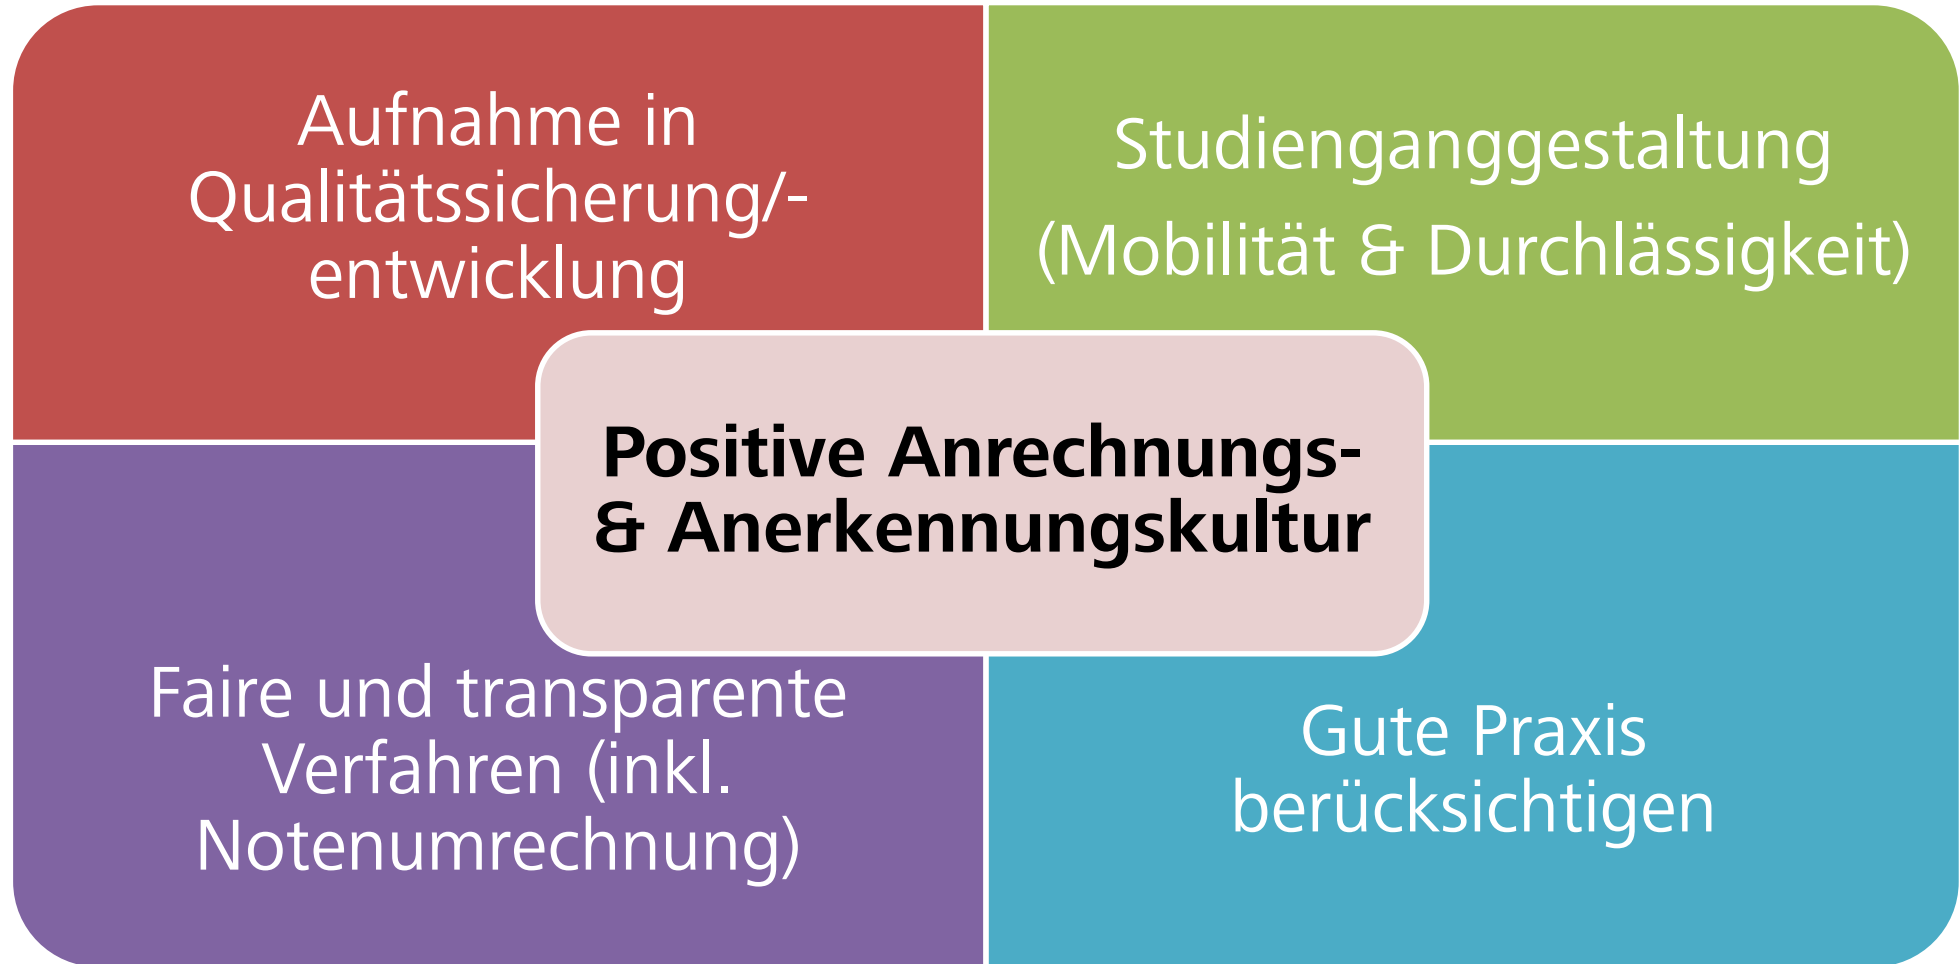 Aufnahme in
Qualitätssicherung/-
entwicklung
Studienganggestaltung
(Mobilität & Durchlässigkeit)
Positive Anrechnungs-
& Anerkennungskultur
Faire und transparente
Verfahren (inkl.
Notenumrechnung)
Gute Praxis
berücksichtigen